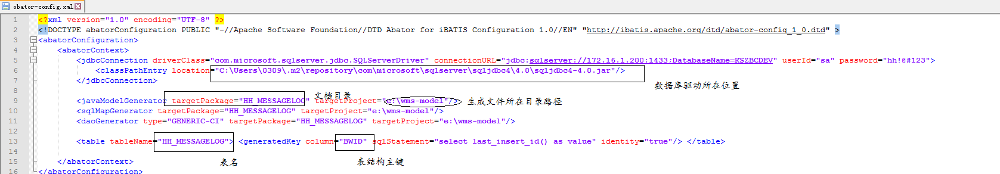 obator-config.xml
1 <?xml version="1.0" encoding="UTF-8" ?>
2 <!DOCTYPE abatorConfiguration PUBLIC "-//Apache Software Foundation//DTD Abator for iBATIS Configuration 1.0//EN" "http://ibatis.apache.org/dtd/abator-config_1_0.dtd" >
3 <abatorConfiguration>
4 <abatorContext>
5 <jdbcConnection driverClass="com.microsoft.sqlserver.jdbc.SQLServerDriver" connectionURL="jdbc:sqlserver://172.16.1.200:1433;DatabaseName=KSZBCDEV" userId="sa" password="hh!@#123">
6 <classPathEntry location="C:\Users\0309\.m2\repository\com\microsoft\sqlserver\sqljdbc4\4.0\sqljdbc4-4.0.jar"/>
7 </jdbcConnection>
数据库驱动所在位置
8
文档目录
9 <javaModelGenerator targetPackage="HH_MESSAGELOG" targetProject="e:\wms-model"/>
生成文件所在目录路径
10 <sqlMapGenerator targetPackage="HH_MESSAGELOG" targetProject="e:\wms-model"/>
11 <daoGenerator type="GENERIC-CI" targetPackage="HH_MESSAGELOG" targetProject="e:\wms-model"/>
12
13 <table tableName="HH_MESSAGELOG"> <generatedKey column="BWID" sqlStatement="select last_insert_id() as value" identity="true"/> </table>
14
15 </abatorContext>
表名
表结构主键
16 </abatorConfiguration>